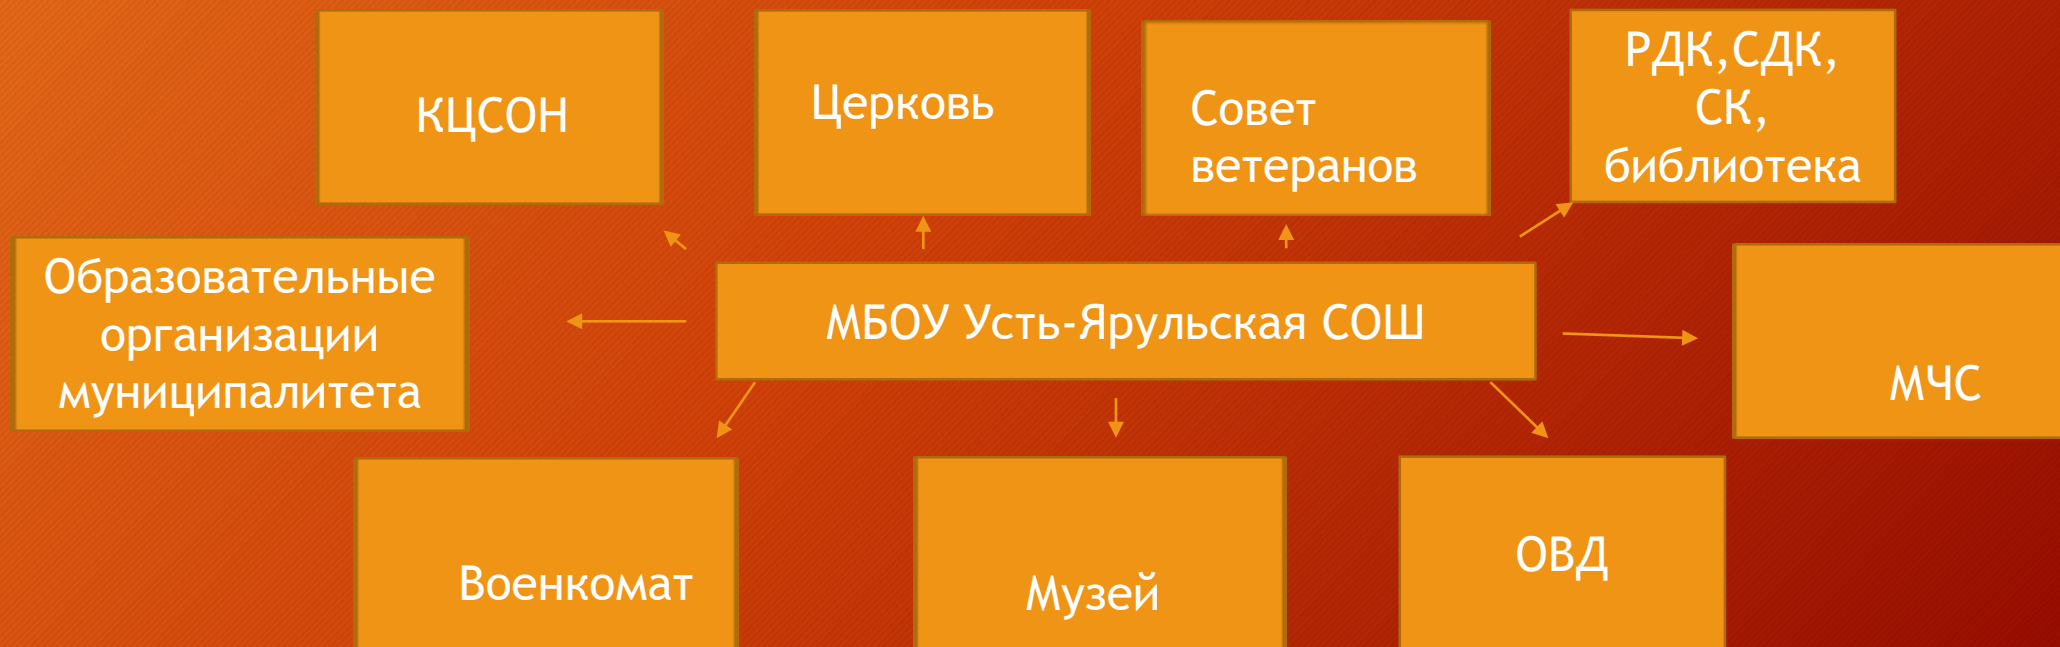 КЦСОН
Церковь
Совет
ветеранов
РДК,СДК,
СК,
библиотека
Образовательные
организации
муниципалитета
МБОУ Усть-Ярульская СОШ
МЧС
Военкомат
Музей
ОВД